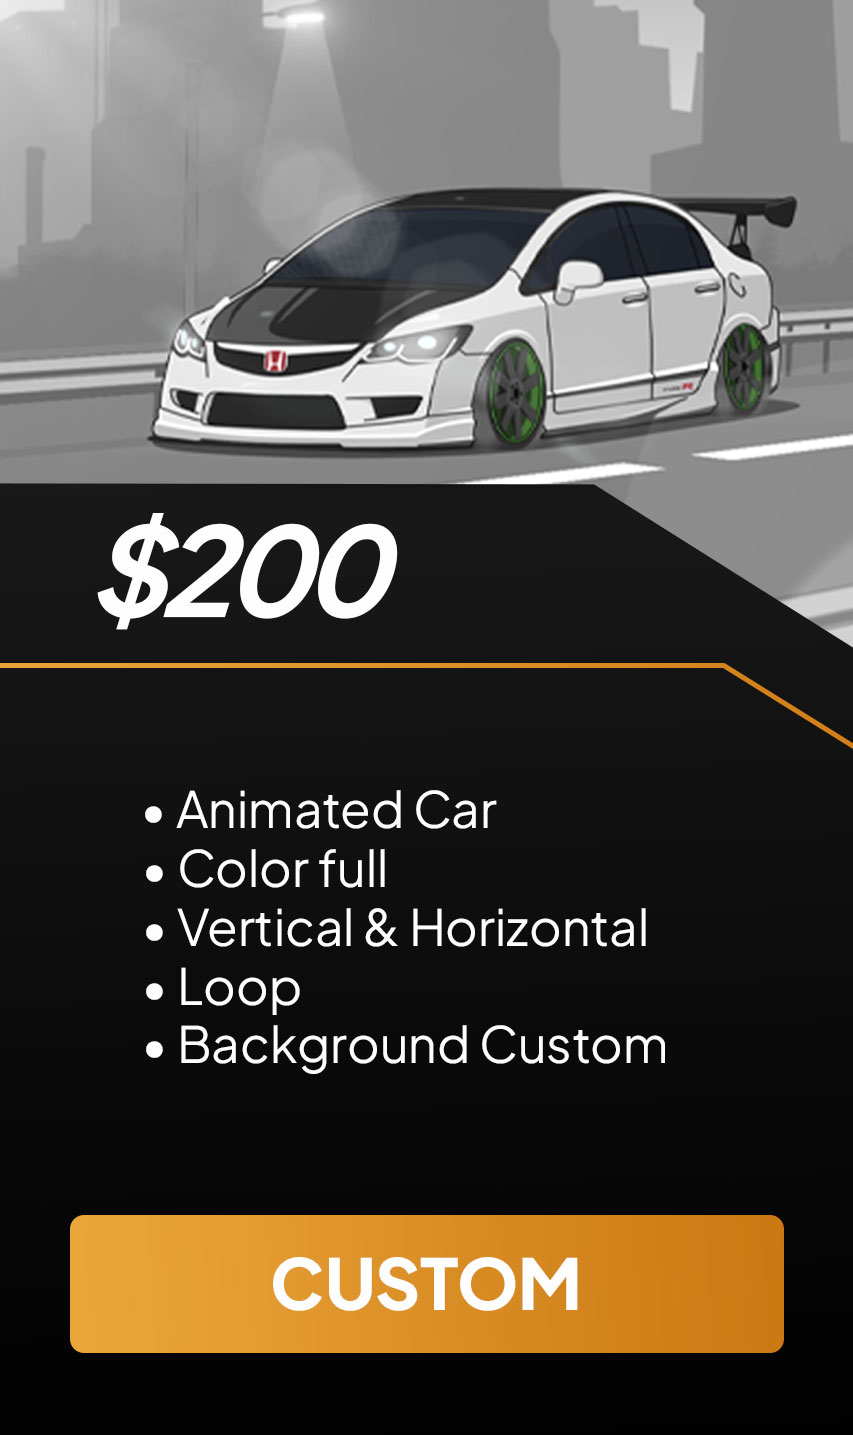 $200
• Animated Car
• Color full
• Vertical & Horizontal
• Loop
• Background Custom
CUSTOM